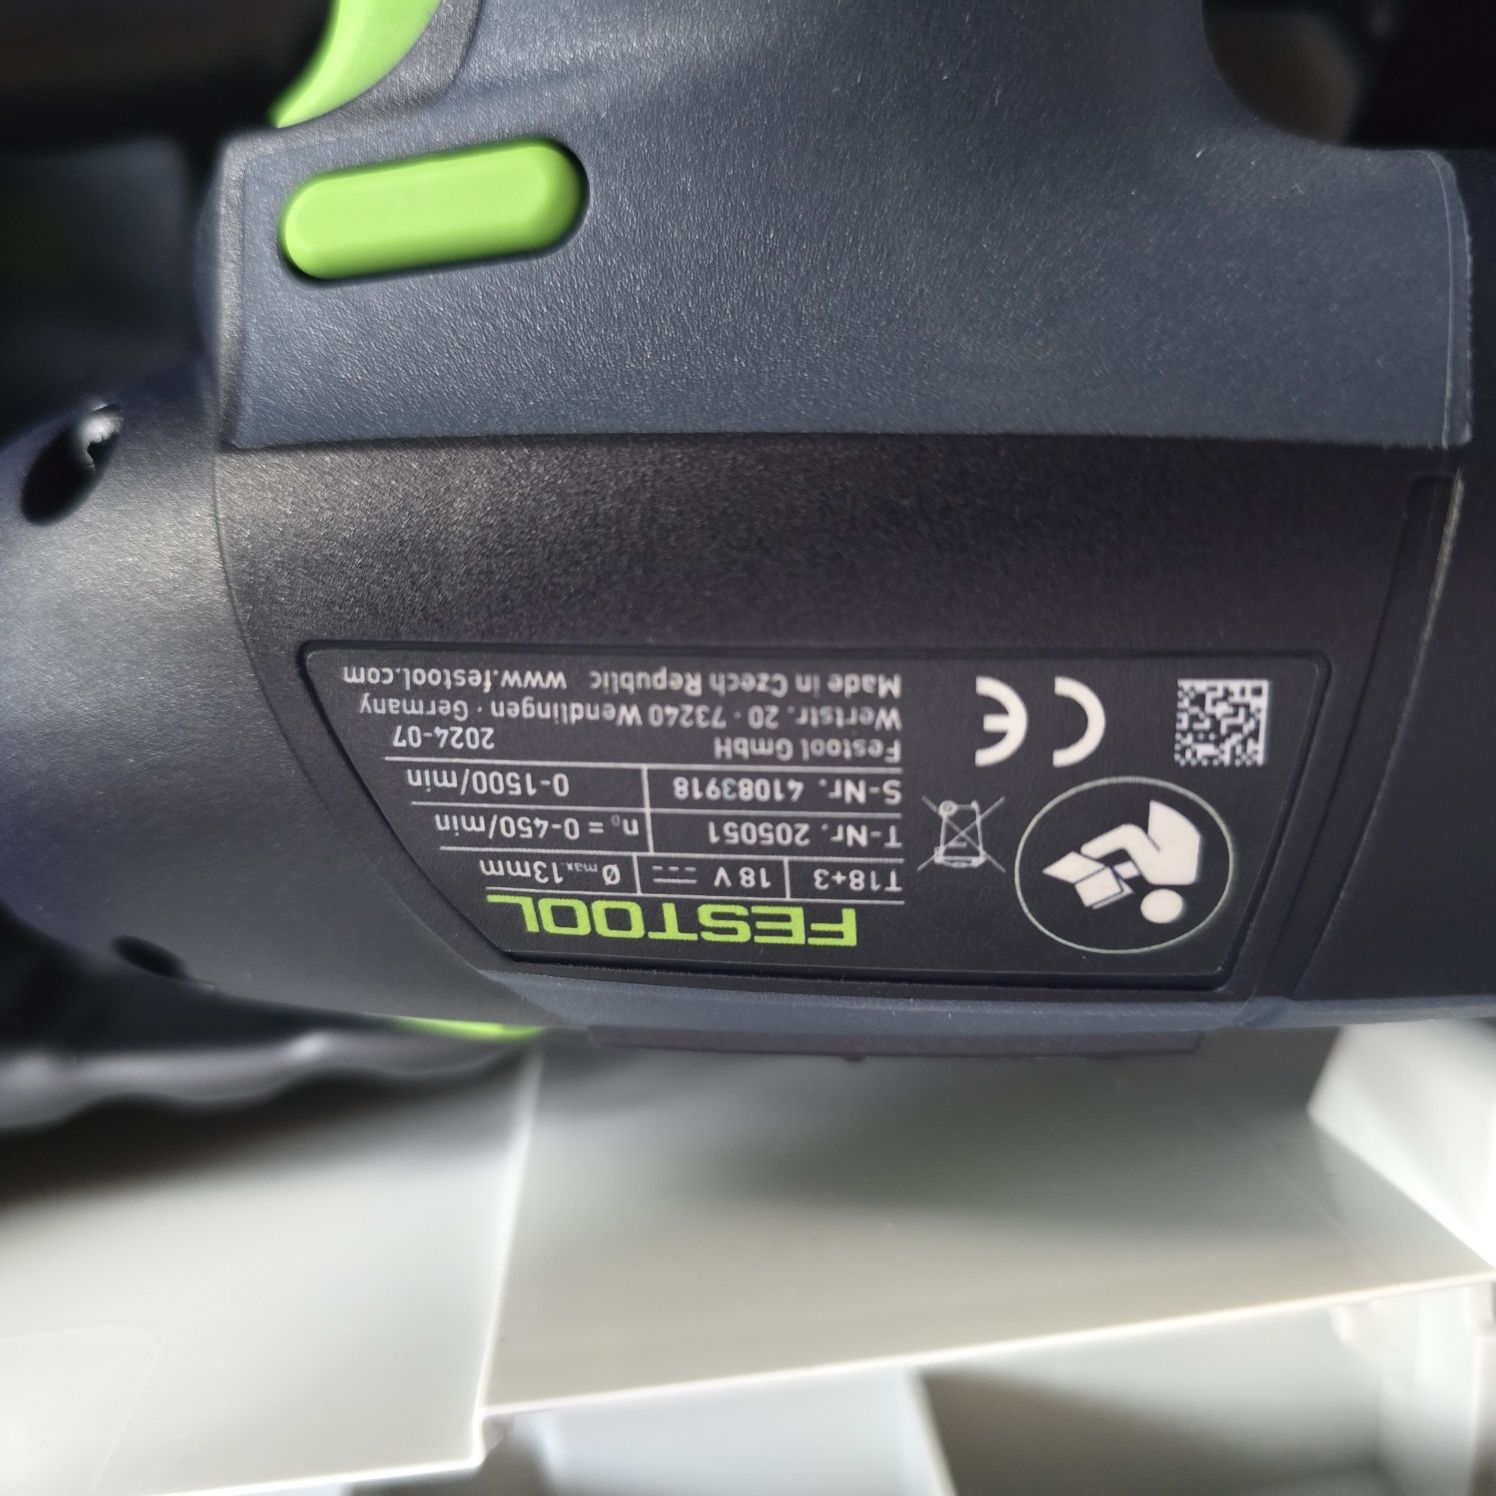 FESTOOL
T18+3 18 V Ømax.13mm
T-Nr. 205051 n₀ = 0-450/min
S-Nr. 41083918 0-1500/min
Festool GmbH 2024-07
Wertstr. 20 · 73240 Wendlingen · Germany
Made in Czech Republic www.festool.com
CE